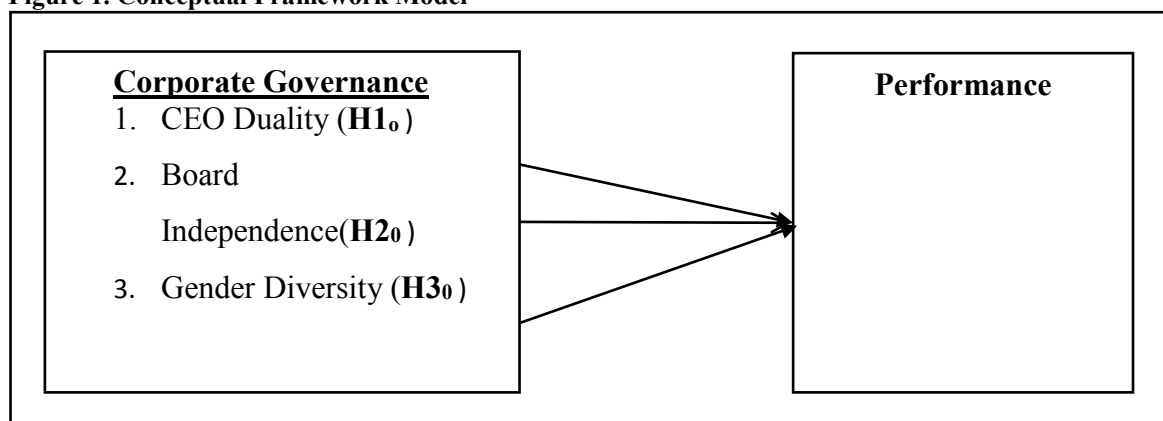 Figure 1. Conceptual Framework Model
Corporate Governance
1. CEO Duality (H1₀)
2. Board
Independence(H2₀)
3. Gender Diversity (H3₀)
Performance